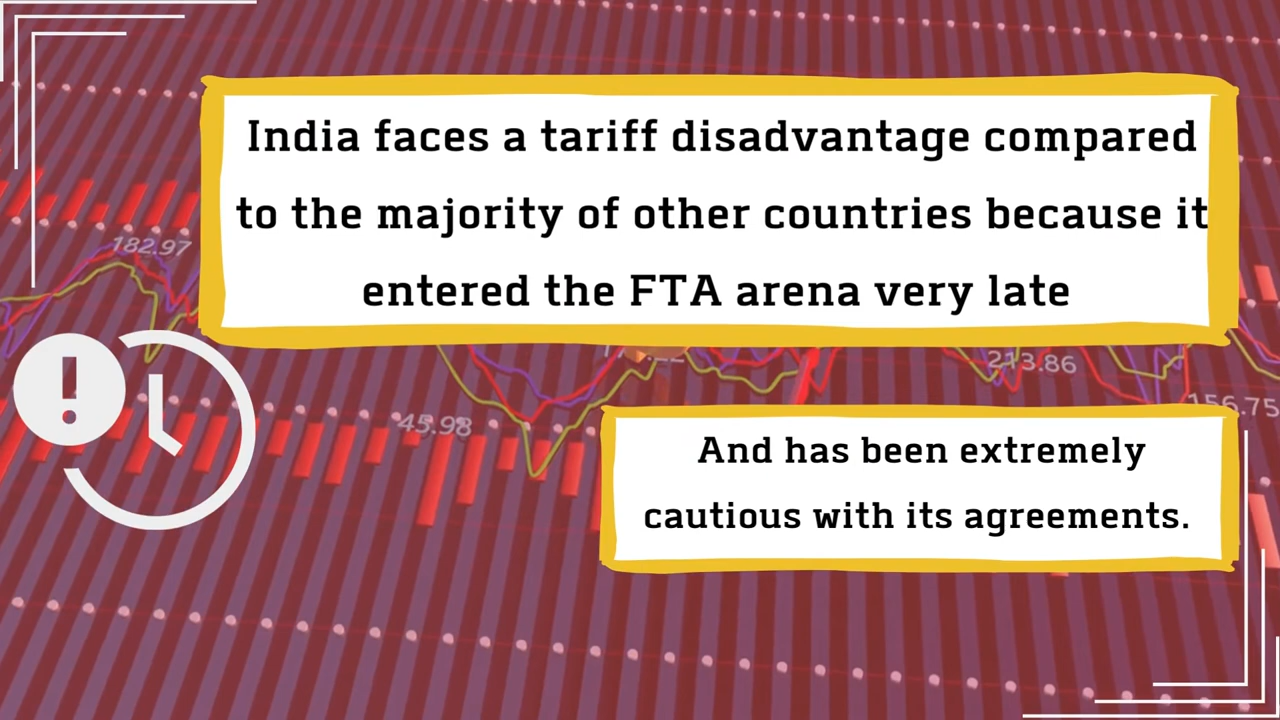 India faces a tariff disadvantage compared
to the majority of other countries because it
entered the FTA arena very late
182.97
213.86
156.75
45.98
And has been extremely
cautious with its agreements.